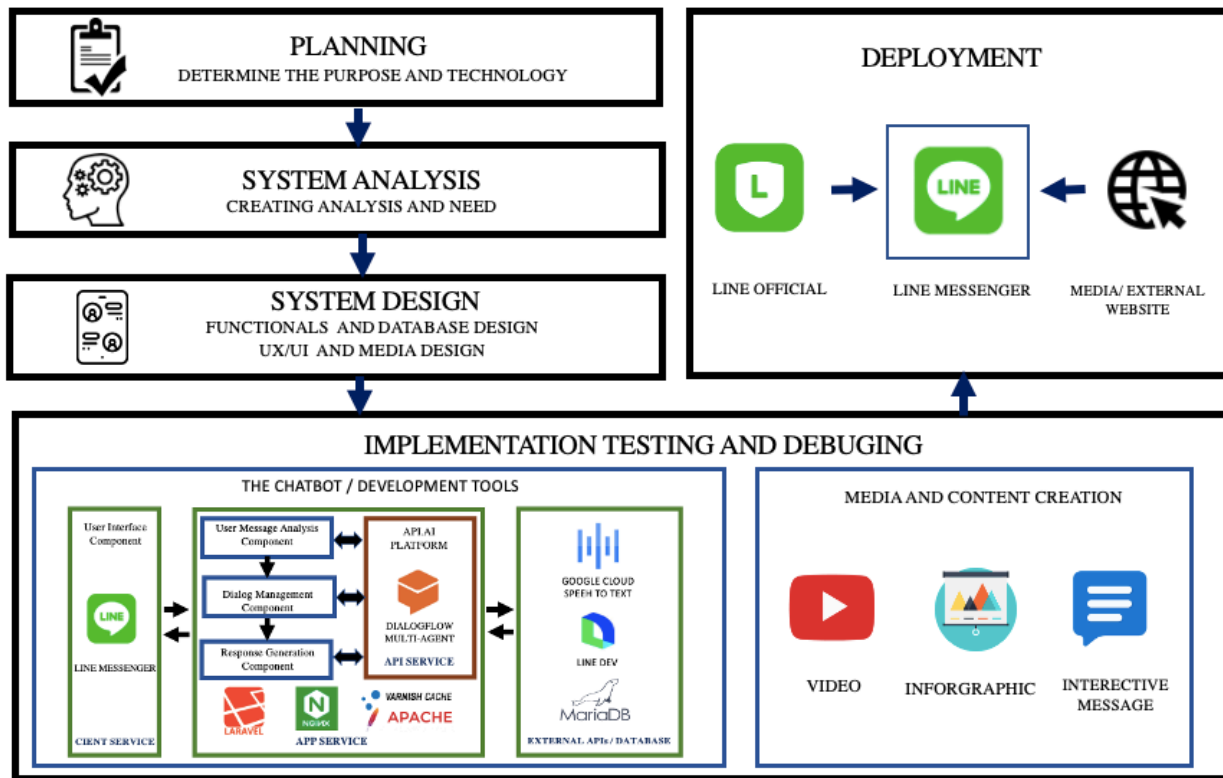 PLANNING
DETERMINE THE PURPOSE AND TECHNOLOGY
SYSTEM ANALYSIS
CREATING ANALYSIS AND NEED
SYSTEM DESIGN
FUNCTIONALS AND DATABASE DESIGN
UX/UI AND MEDIA DESIGN
DEPLOYMENT
L
LINE
LINE OFFICIAL
LINE MESSENGER
MEDIA/ EXTERNAL
WEBSITE
IMPLEMENTATION TESTING AND DEBUGING
THE CHATBOT / DEVELOPMENT TOOLS
User Interface
Component
LINE
LINE MESSENGER
CIENT SERVICE
User Message Analysis
Component
Dialog Management
Component
Response Generation
Component
API.AI
PLATFORM
DIALOGFLOW
MULTI-AGENT
API SERVICE
LARAVEL
N
NGINX
VARNISH CACHE
APACHE
APP SERVICE
GOOGLE CLOUD
SPEEH TO TEXT
LINE DEV
MariaDB
EXTERNAL APIs / DATABASE
MEDIA AND CONTENT CREATION
VIDEO
INFORGRAPHIC
INTERECTIVE
MESSAGE